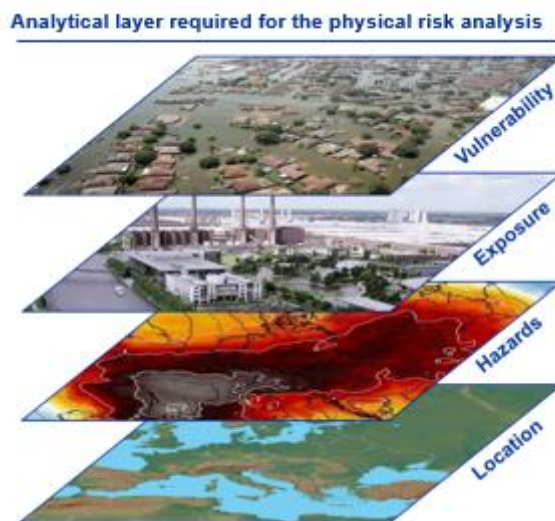 Analytical layer required for the physical risk analysis
Vulnerability
Exposure
Hazards
Location